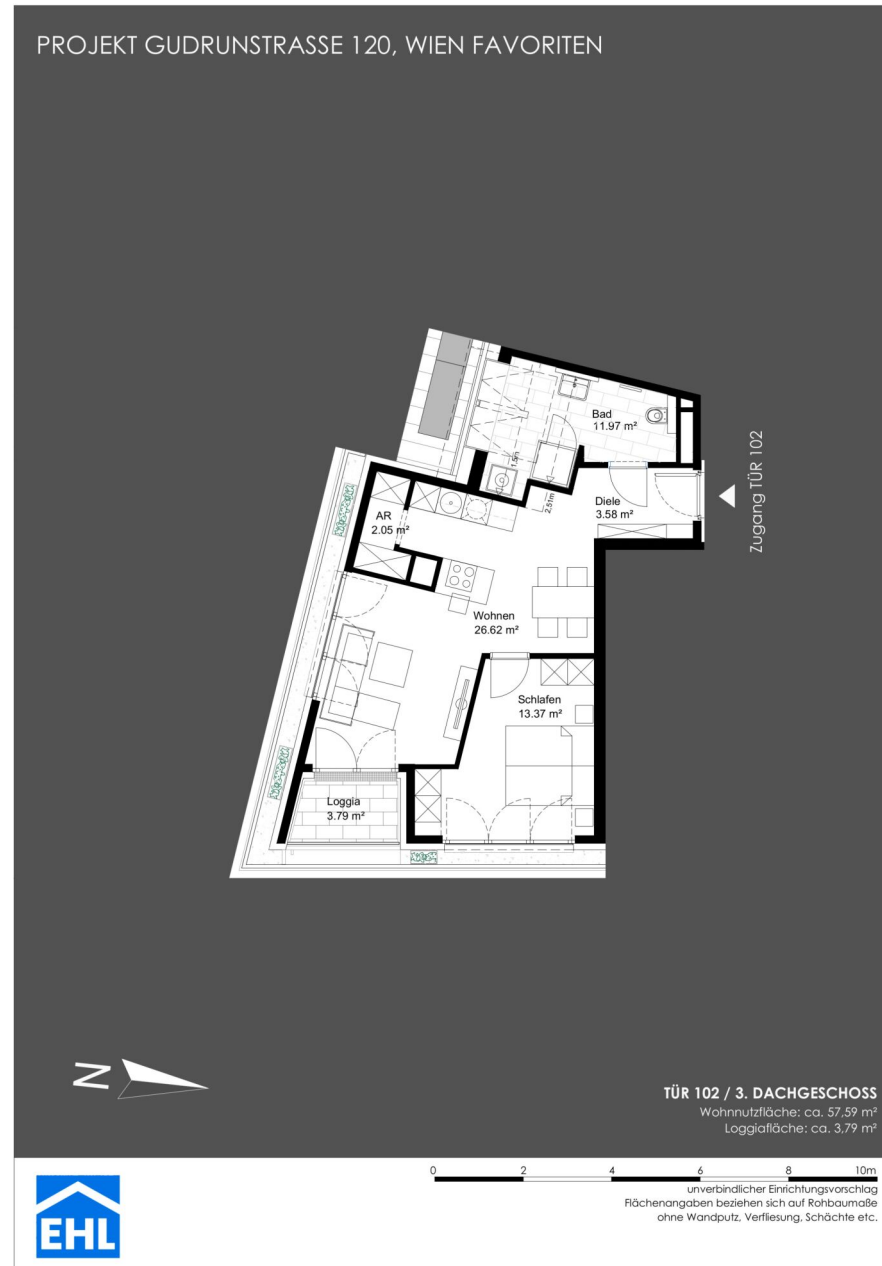 PROJEKT GUDRUNSTRASSE 120, WIEN FAVORITEN
Bad
11.97 m²
1.5m
2.51m
Diele
3.58 m²
Zugang TÜR 102
AR
2.05 m²
Wohnen
26.62 m²
Schlafen
13.37 m²
Loggia
3.79 m²
N
TÜR 102 / 3. DACHGESCHOSS
Wohnnutzfläche: ca. 57,59 m²
Loggiafläche: ca. 3,79 m²
0 2 4 6 8 10m
unverbindlicher Einrichtungsvorschlag
Flächenangaben beziehen sich auf Rohbaumaße
ohne Wandputz, Verfliesung, Schächte etc.
EHL